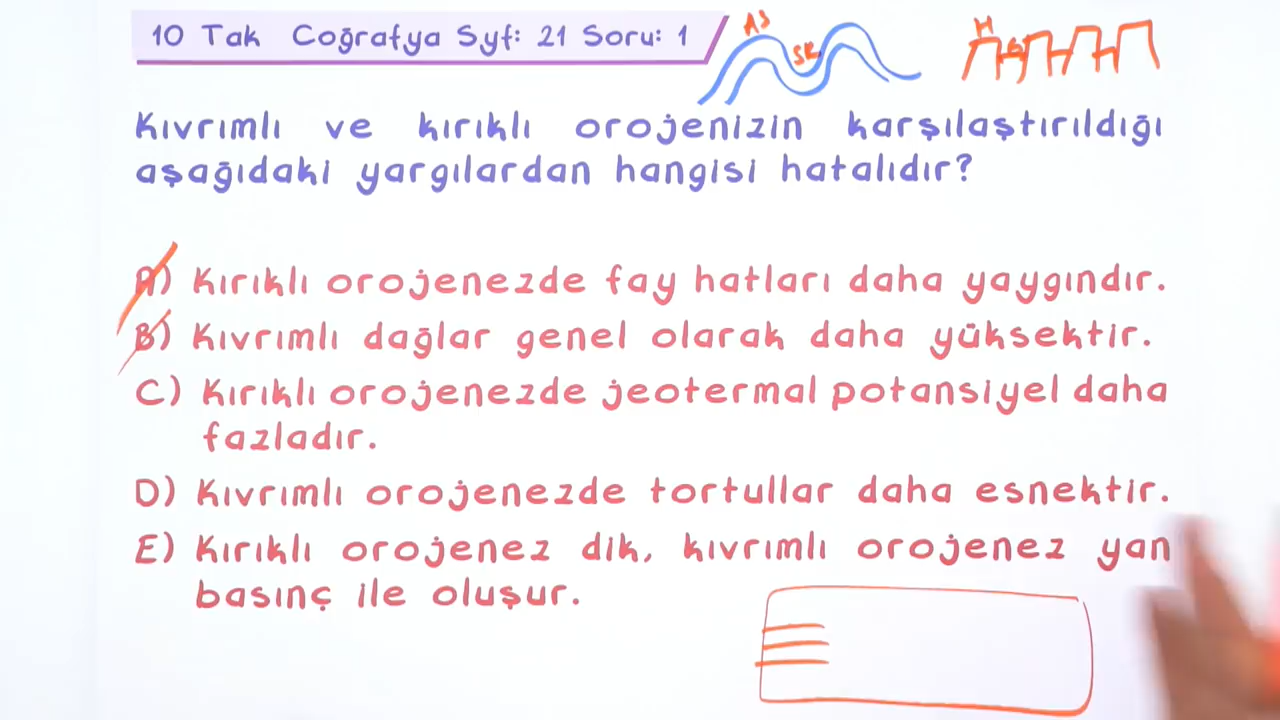 10 Tak Coğrafya Syf: 21 Soru: 1
AS
SK
H
G
Kıvrımlı ve kırıklı orojenizin karşılaştırıldığı
aşağıdaki yargılardan hangisi hatalıdır?
A) Kırıklı orojenezde fay hatları daha yaygındır.
B) Kıvrımlı dağlar genel olarak daha yüksektir.
C) Kırıklı orojenezde jeotermal potansiyel daha
fazladır.
D) Kıvrımlı orojenezde tortullar daha esnektir.
E) Kırıklı orojenez dik, kıvrımlı orojenez yan
basınç ile oluşur.